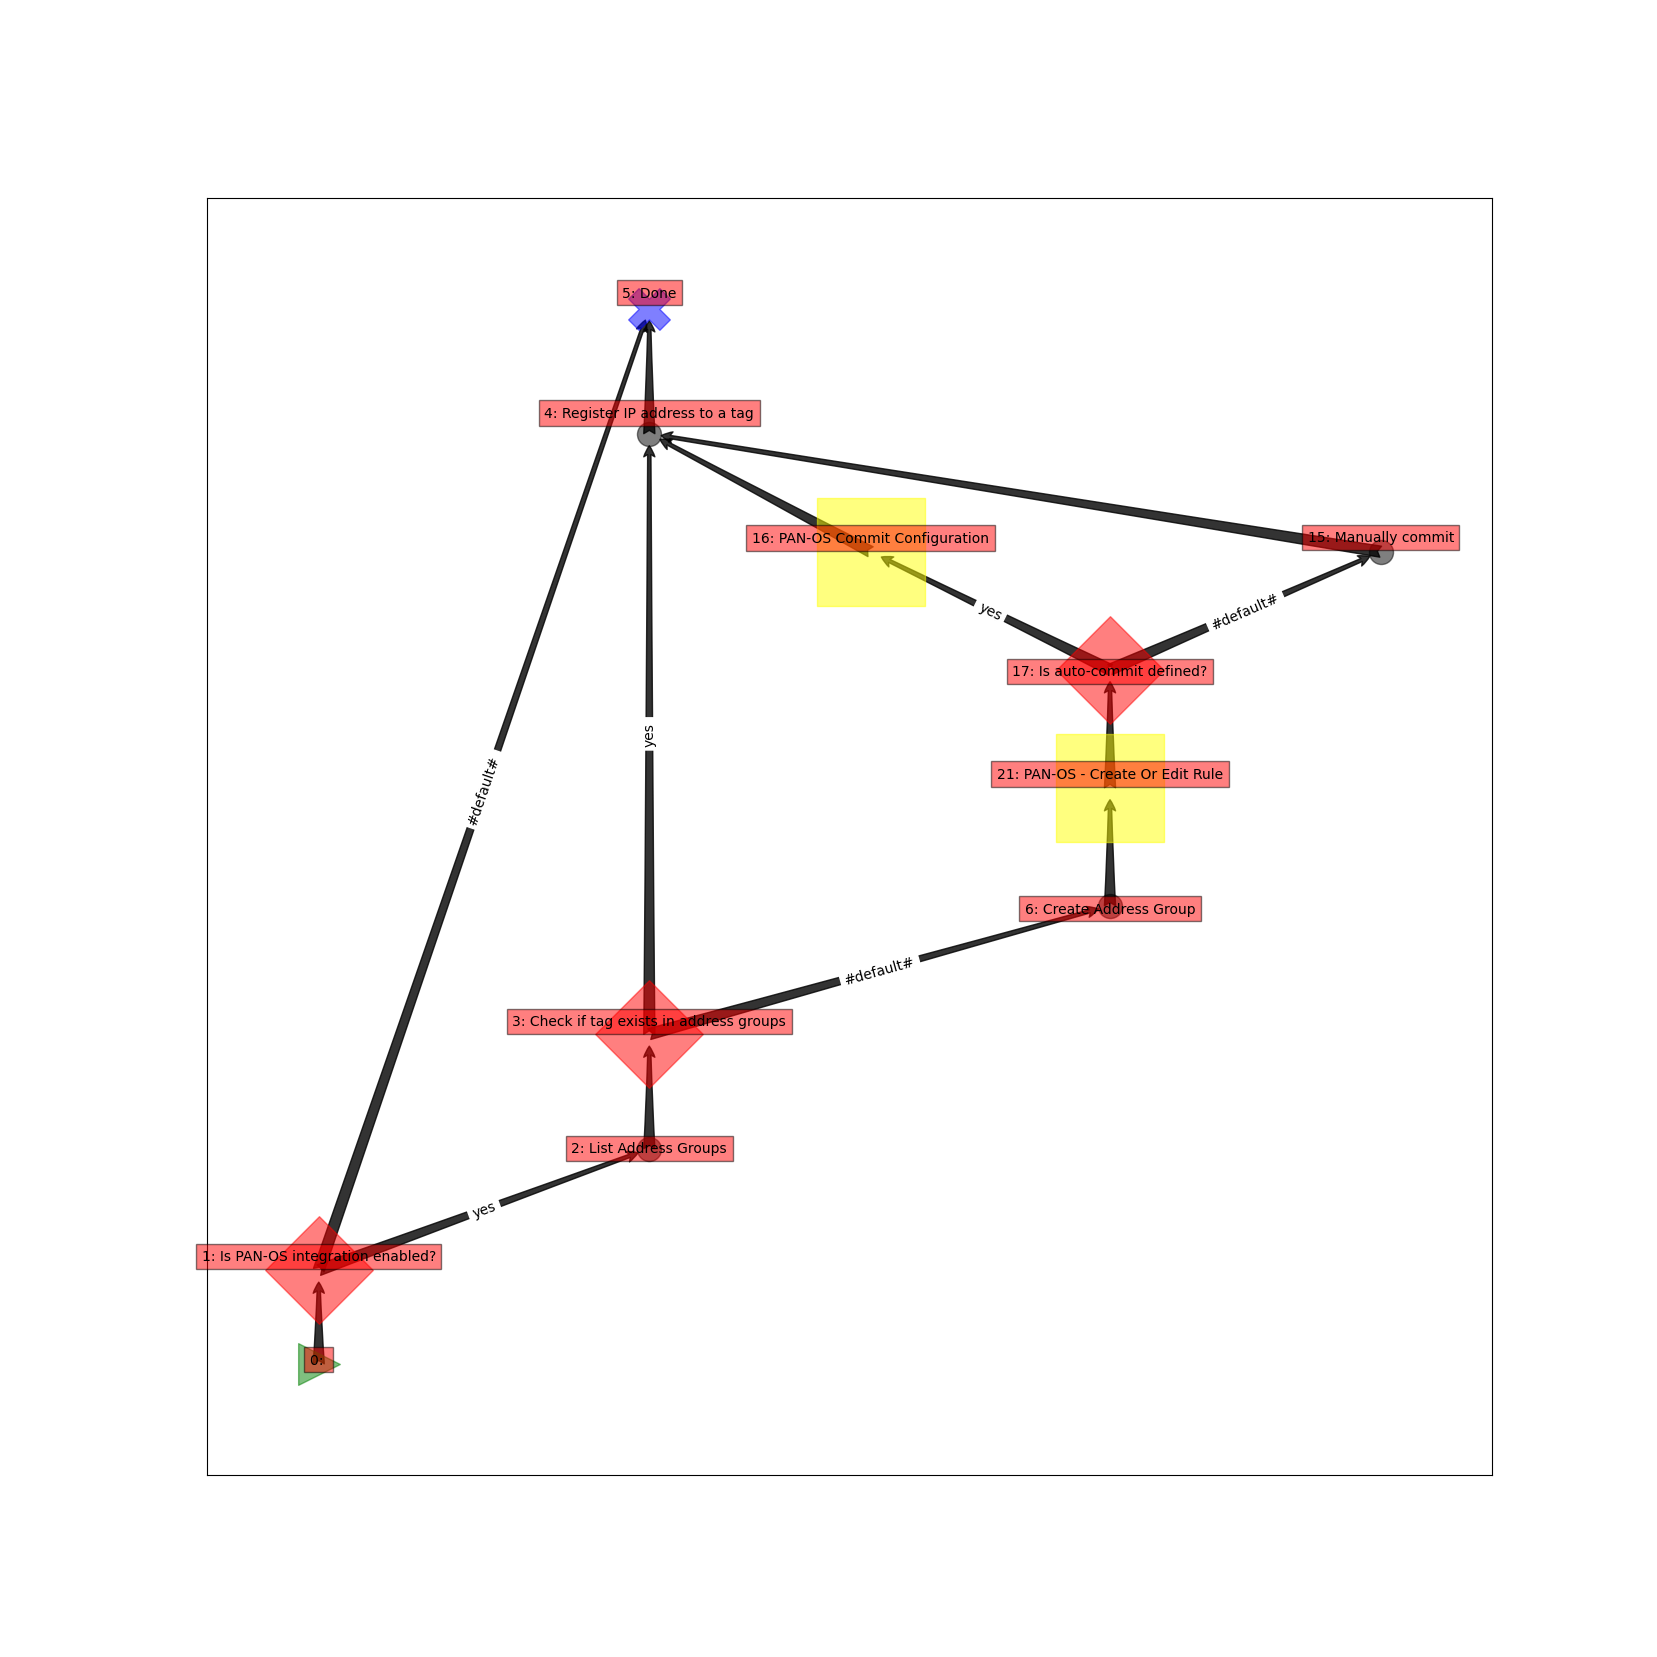 5: Done
4: Register IP address to a tag
16: PAN-OS Commit Configuration
15: Manually commit
yes
#default#
17: Is auto-commit defined?
yes
#default#
21: PAN-OS - Create Or Edit Rule
6: Create Address Group
#default#
3: Check if tag exists in address groups
2: List Address Groups
yes
1: Is PAN-OS integration enabled?
0: